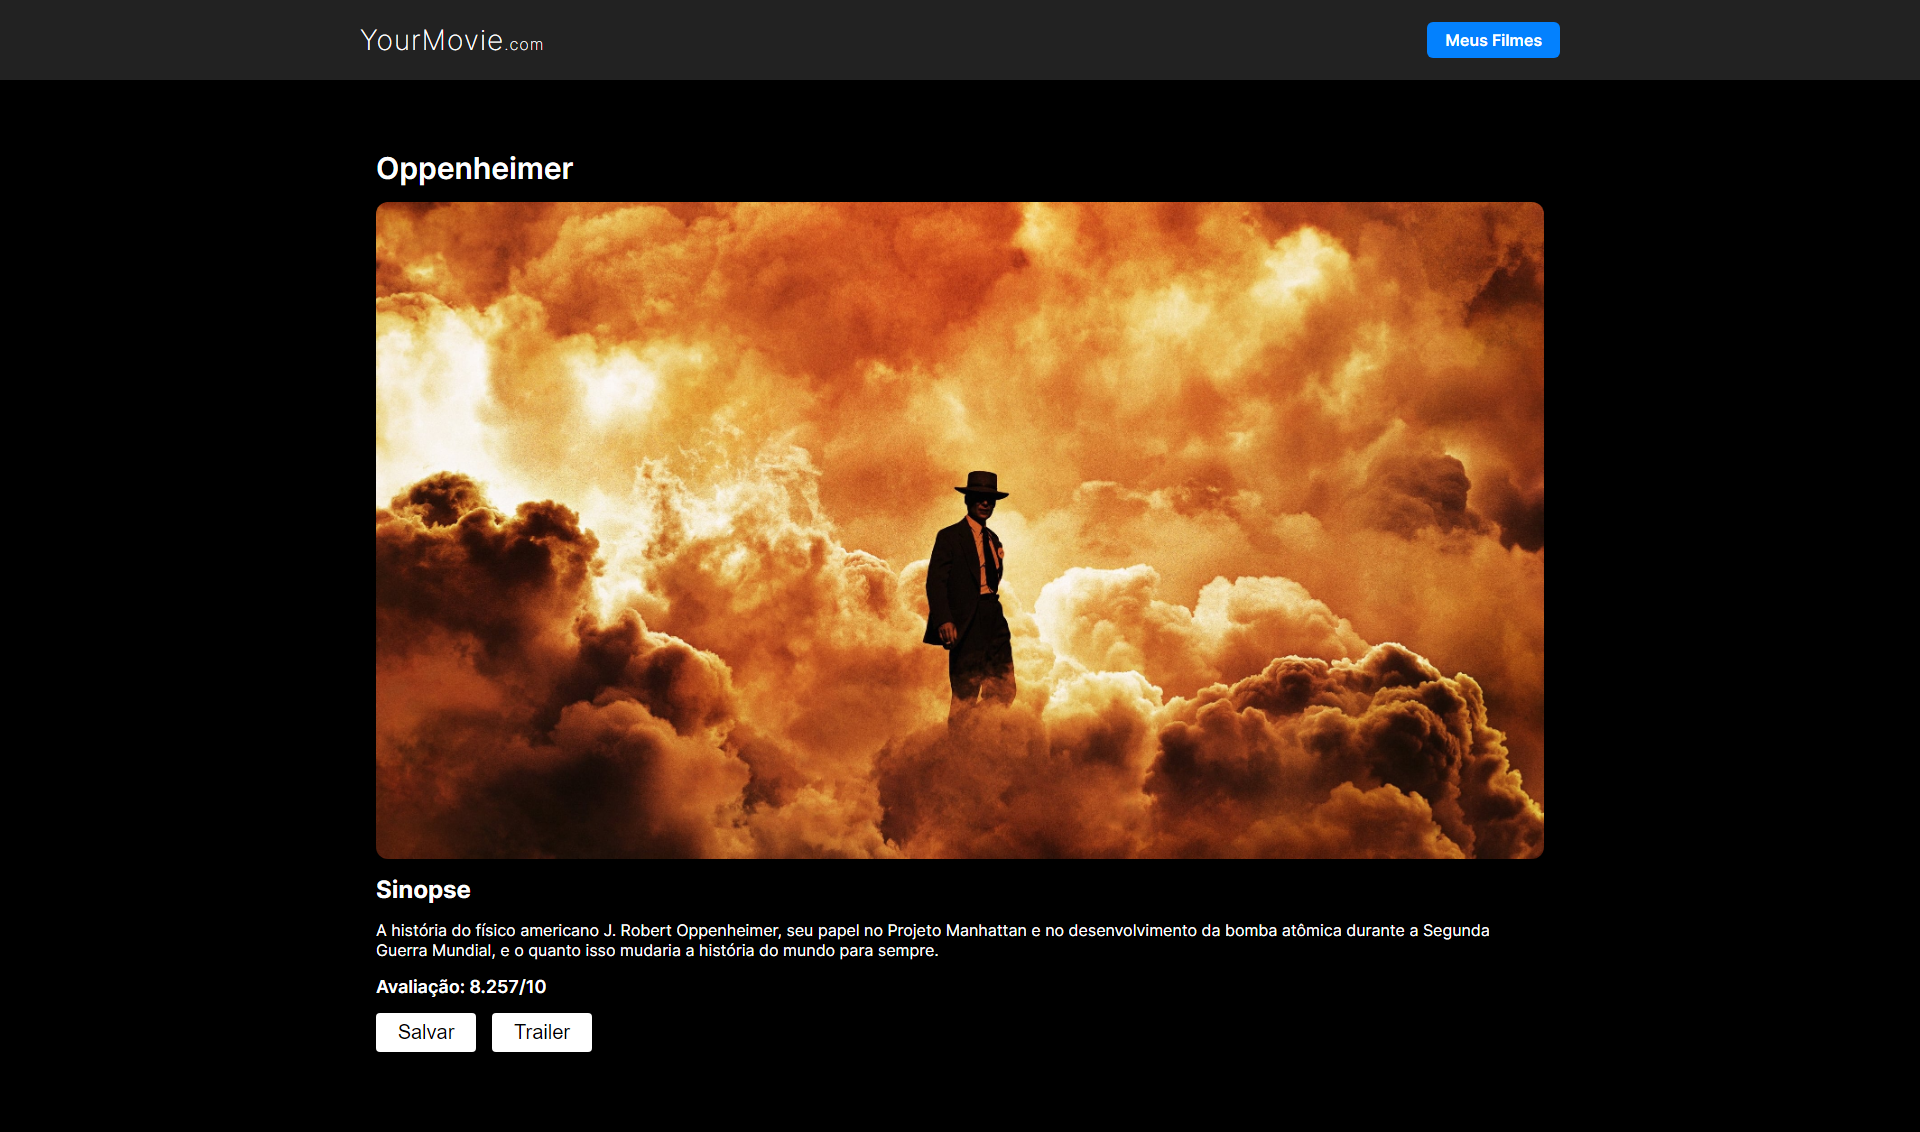 YourMovie.com
Meus Filmes
Oppenheimer
Sinopse
A história do físico americano J. Robert Oppenheimer, seu papel no Projeto Manhattan e no desenvolvimento da bomba atômica durante a Segunda
Guerra Mundial, e o quanto isso mudaria a história do mundo para sempre.
Avaliação: 8.257/10
Salvar
Trailer